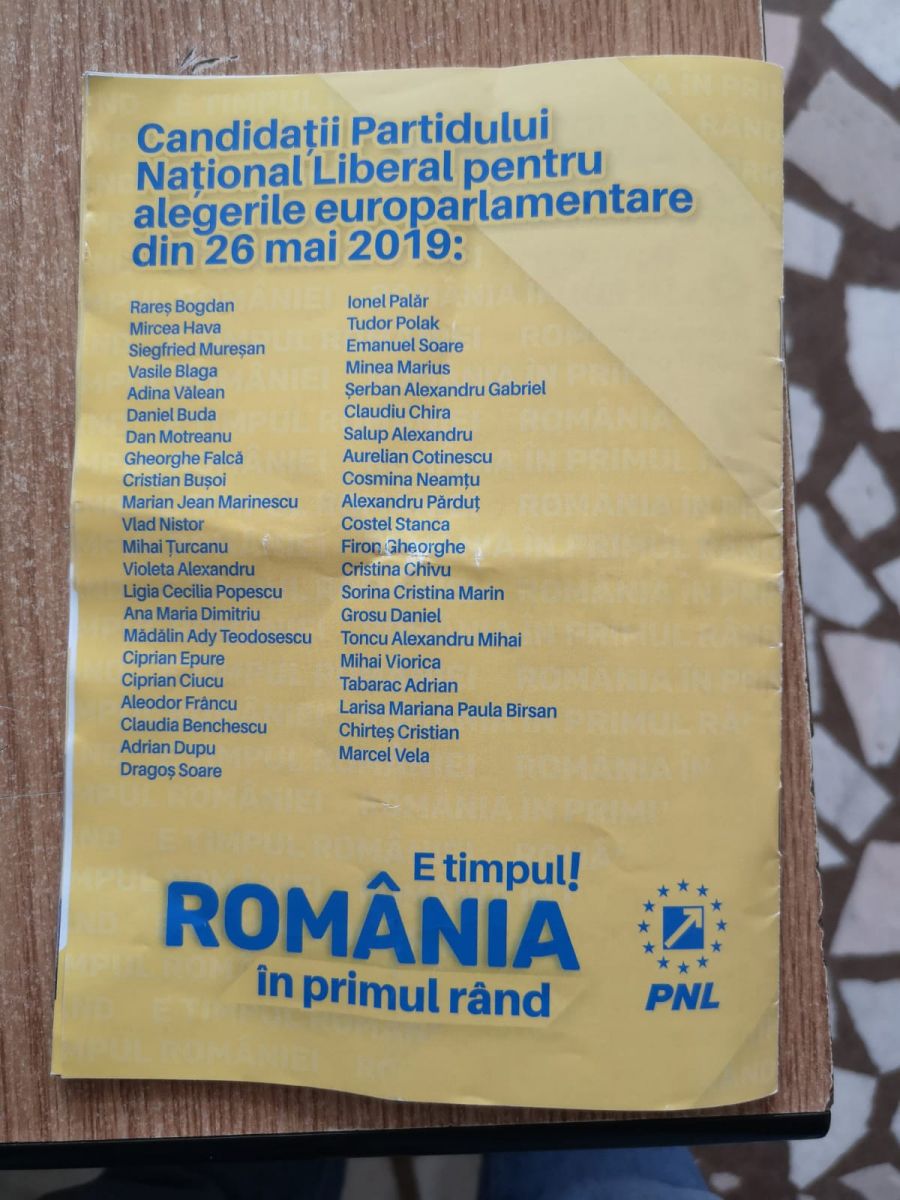 Candidații Partidului
Național Liberal pentru
alegerile europarlamentare
din 26 mai 2019:
Rareș Bogdan
Mircea Hava
Siegfried Mureșan
Vasile Blaga
Adina Vălean
Daniel Buda
Dan Motreanu
Gheorghe Falcă
Cristian Bușoi
Marian Jean Marinescu
Vlad Nistor
Mihai Țurcanu
Violeta Alexandru
Ligia Cecilia Popescu
Ana Maria Dimitriu
Mădălin Ady Teodosescu
Ciprian Epure
Ciprian Ciucu
Aleodor Frâncu
Claudia Benchescu
Adrian Dupu
Dragoș Soare
Ionel Palăr
Tudor Polak
Emanuel Soare
Minea Marius
Șerban Alexandru Gabriel
Claudiu Chira
Salup Alexandru
Aurelian Cotinescu
Cosmina Neamțu
Alexandru Părduț
Costel Stanca
Firon Gheorghe
Cristina Chivu
Sorina Cristina Marin
Grosu Daniel
Toncu Alexandru Mihai
Mihai Viorica
Tabarac Adrian
Larisa Mariana Paula Bîrsan
Chirteș Cristian
Marcel Vela
E timpul!
ROMÂNIA
în primul rând
PNL